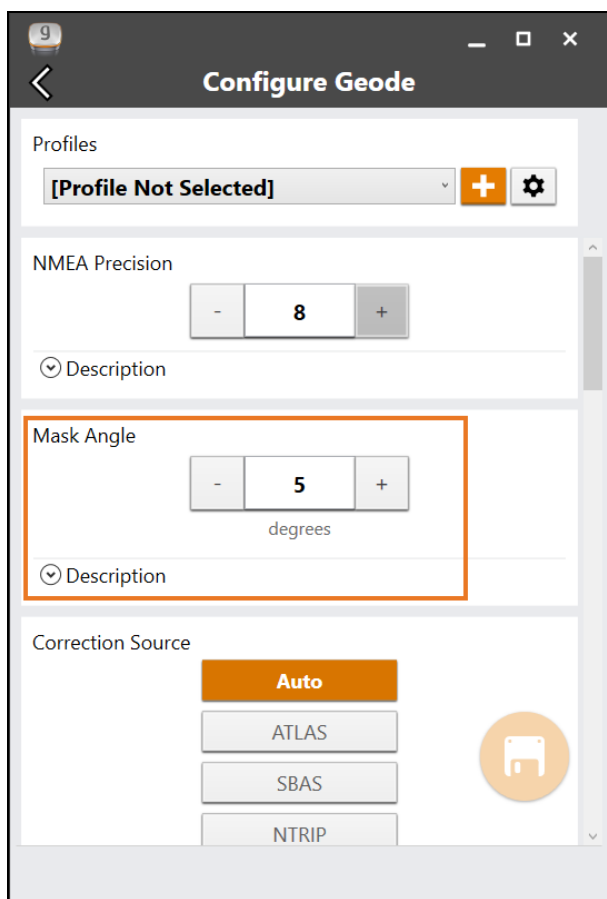 g
Configure Geode
Profiles
[Profile Not Selected]
NMEA Precision
- 8 +
Description
Mask Angle
- 5 +
degrees
Description
Correction Source
Auto
ATLAS
SBAS
NTRIP